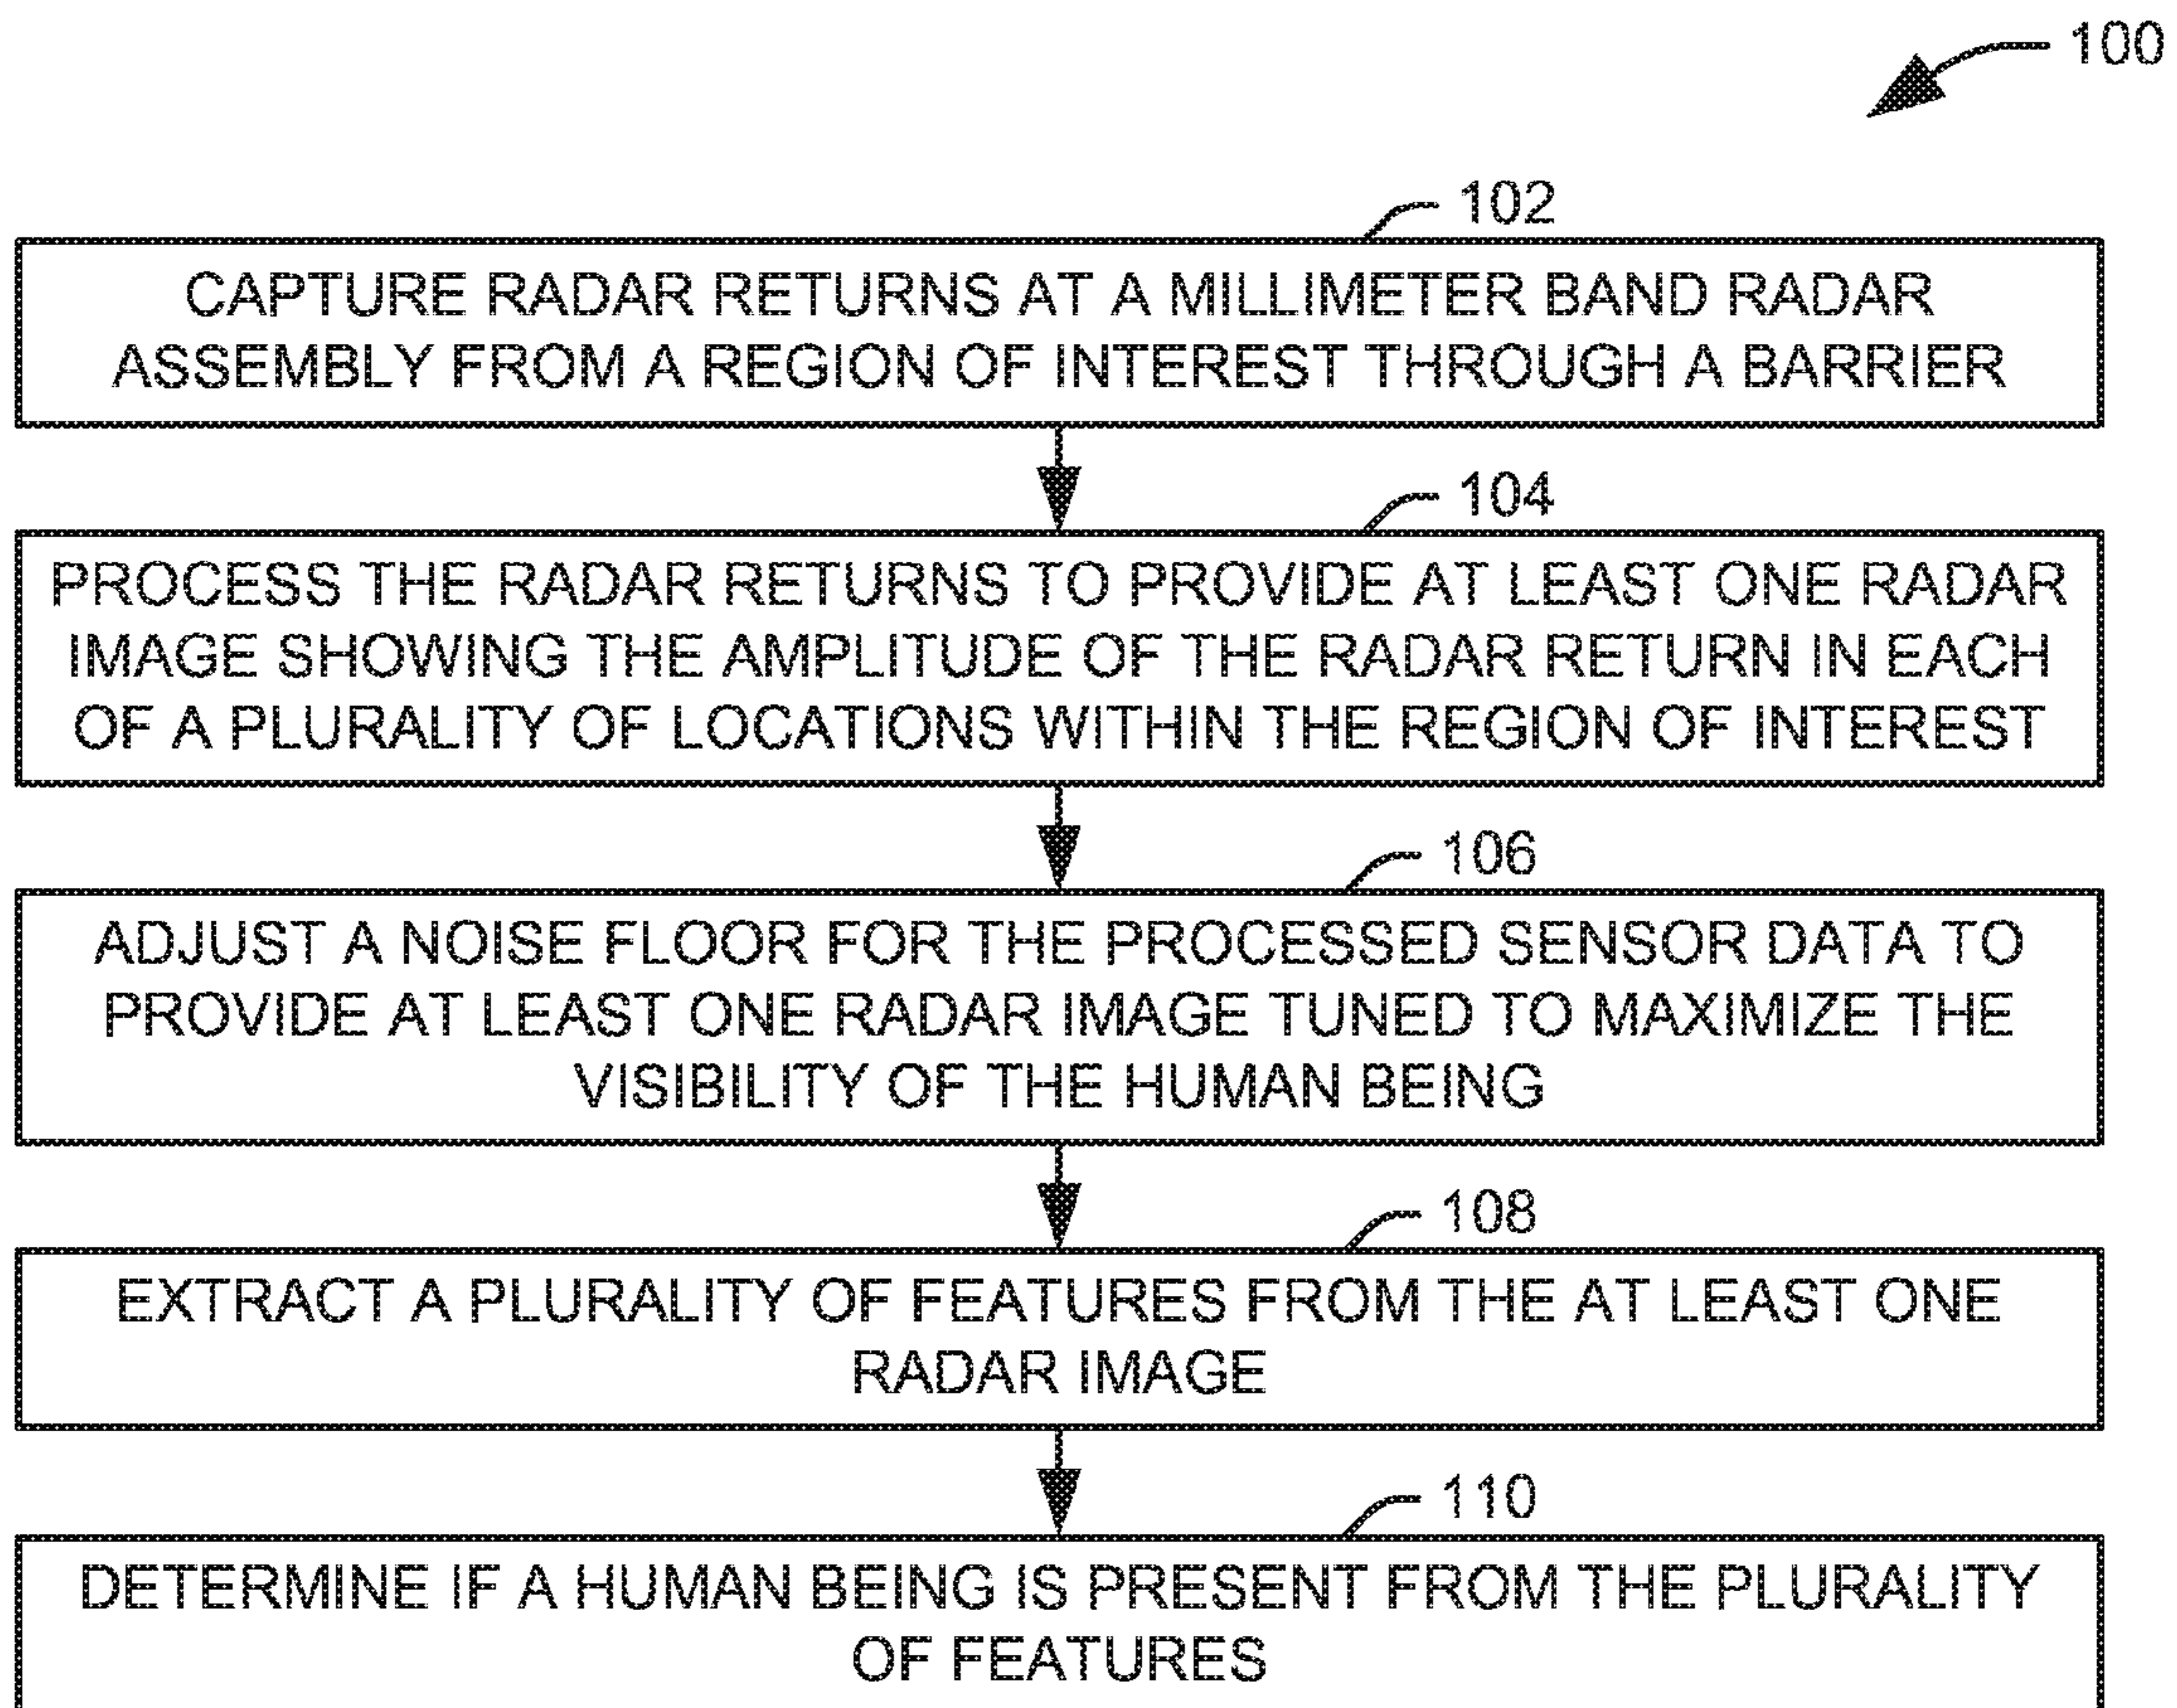 100
102
CAPTURE RADAR RETURNS AT A MILLIMETER BAND RADAR
ASSEMBLY FROM A REGION OF INTEREST THROUGH A BARRIER
104
PROCESS THE RADAR RETURNS TO PROVIDE AT LEAST ONE RADAR
IMAGE SHOWING THE AMPLITUDE OF THE RADAR RETURN IN EACH
OF A PLURALITY OF LOCATIONS WITHIN THE REGION OF INTEREST
106
ADJUST A NOISE FLOOR FOR THE PROCESSED SENSOR DATA TO
PROVIDE AT LEAST ONE RADAR IMAGE TUNED TO MAXIMIZE THE
VISIBILITY OF THE HUMAN BEING
108
EXTRACT A PLURALITY OF FEATURES FROM THE AT LEAST ONE
RADAR IMAGE
110
DETERMINE IF A HUMAN BEING IS PRESENT FROM THE PLURALITY
OF FEATURES